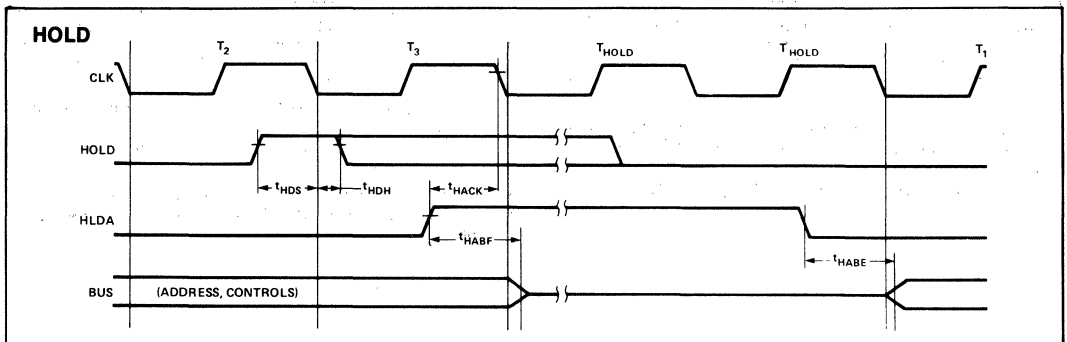 HOLD
T2 T3 THOLD THOLD T1
CLK
HOLD
tHDS tHDH tHACK
HLDA
tHABF
tHABE
BUS (ADDRESS, CONTROLS)